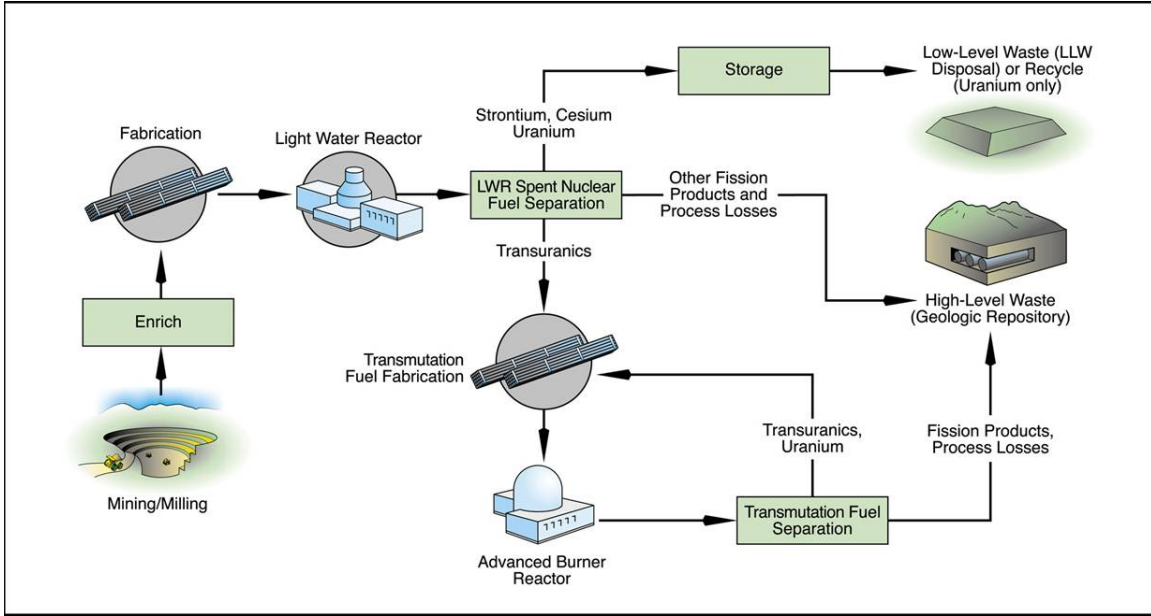 Storage
Low-Level Waste (LLW
Disposal) or Recycle
(Uranium only)
Strontium, Cesium
Uranium
Fabrication
Light Water Reactor
LWR Spent Nuclear
Fuel Separation
Other Fission
Products and
Process Losses
Transuranics
Enrich
High-Level Waste
(Geologic Repository)
Transmutation
Fuel Fabrication
Transuranics,
Uranium
Fission Products,
Process Losses
Mining/Milling
Transmutation Fuel
Separation
Advanced Burner
Reactor